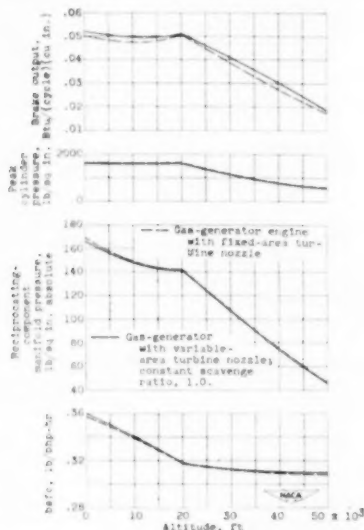 .06
.05
.04
.03
.02
.01
Brake output,
Btu/(cycle)(cu in.)
2000
0
Peak
cylinder
pressure,
lb/sq in.
180
160
140
120
100
80
60
40
Reciprocating-
component
manifold pressure,
lb/sq in. absolute
Gas-generator engine
with fixed-area tur-
bine nozzle
Gas-generator
with variable-
area turbine nozzle;
constant scavenge
ratio, 1.0.
.36
.32
.28
bsfc, lb/bhp-hr
NACA
0 10 20 30 40 50 x 10³
Altitude, ft